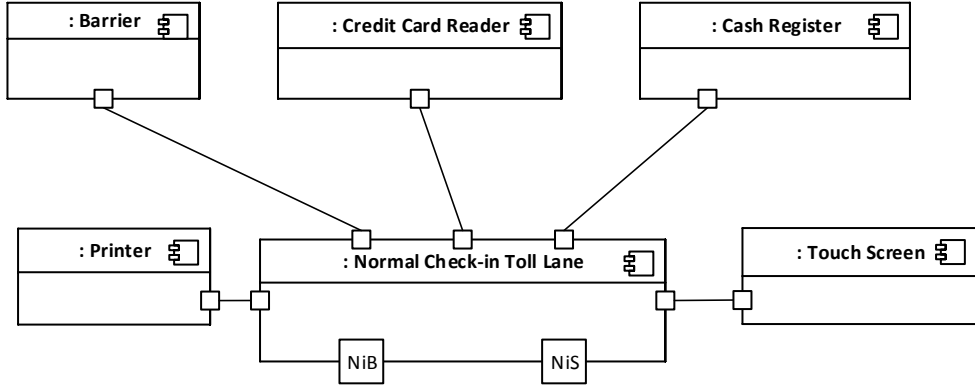 : Barrier
: Credit Card Reader
: Cash Register
: Printer
: Normal Check-in Toll Lane
: Touch Screen
NiB
NiS